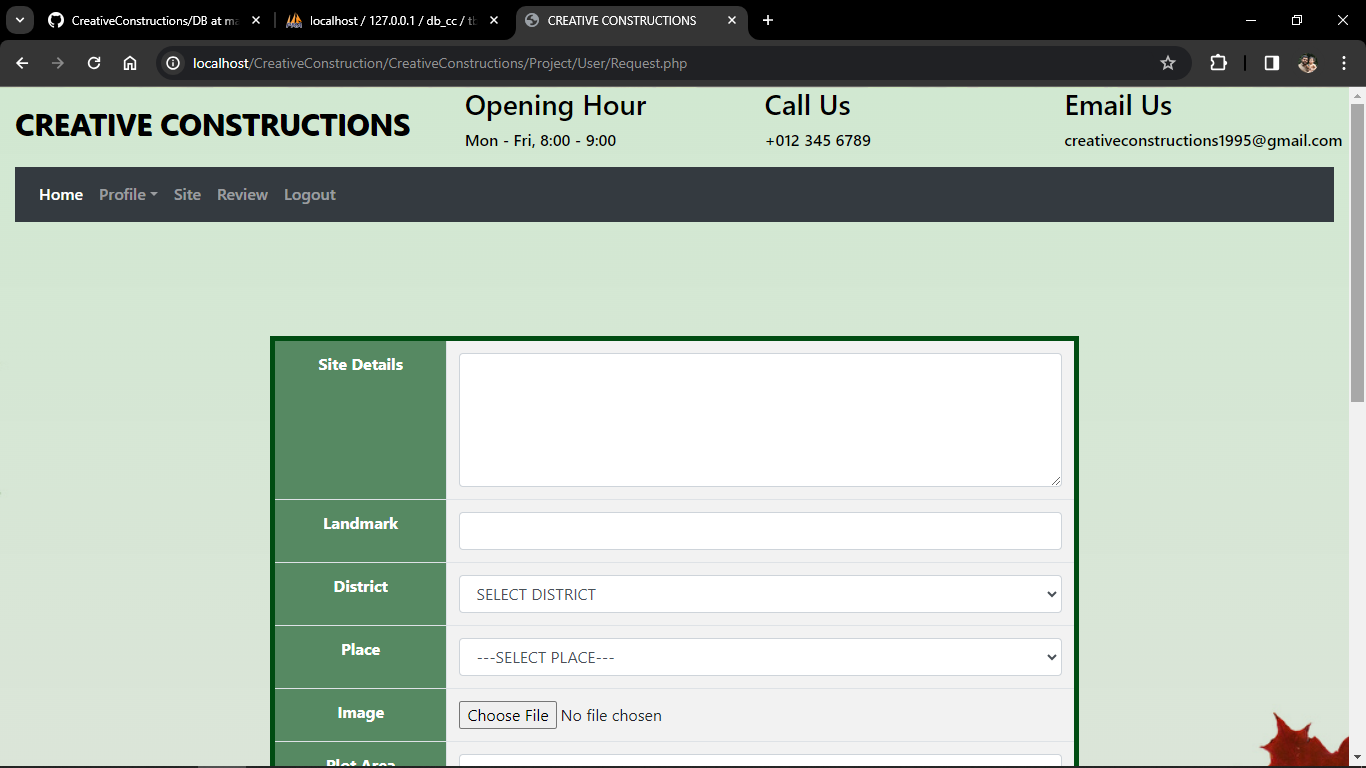 CreativeConstructions/DB at ma
localhost / 127.0.0.1 / db_cc / tb
CREATIVE CONSTRUCTIONS
localhost/CreativeConstruction/CreativeConstructions/Project/User/Request.php
CREATIVE CONSTRUCTIONS
Opening Hour
Mon - Fri, 8:00 - 9:00
Call Us
+012 345 6789
Email Us
creativeconstructions1995@gmail.com
Home Profile Site Review Logout
Site Details
Landmark
District
SELECT DISTRICT
Place
---SELECT PLACE---
Image
Choose File No file chosen
Plot Area